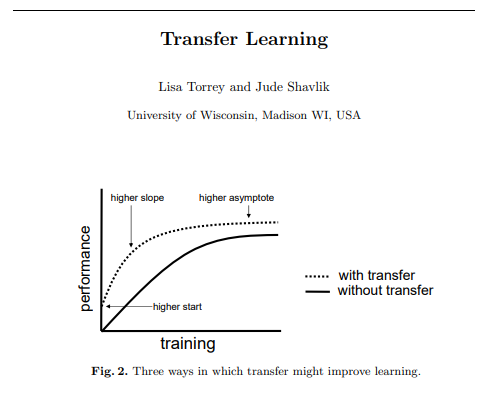 Transfer Learning
Lisa Torrey and Jude Shavlik
University of Wisconsin, Madison WI, USA
higher slope
higher asymptote
performance
higher start
with transfer
without transfer
training
Fig. 2. Three ways in which transfer might improve learning.